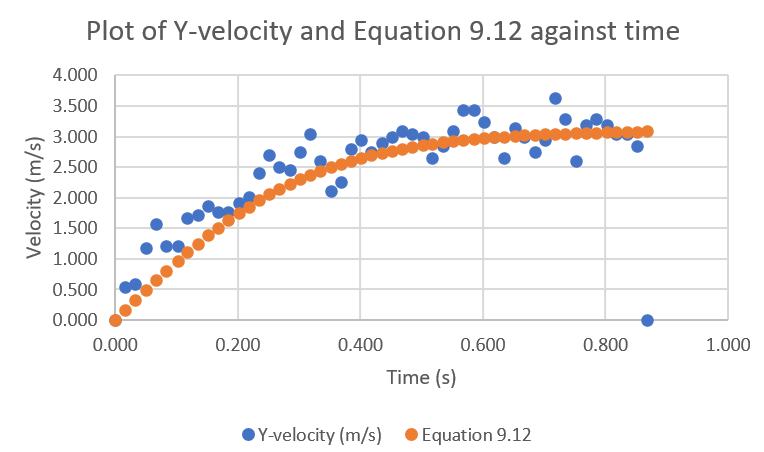 Plot of Y-velocity and Equation 9.12 against time
4.000
3.500
3.000
2.500
2.000
1.500
1.000
0.500
0.000
Velocity (m/s)
0.000 0.200 0.400 0.600 0.800 1.000
Time (s)
Y-velocity (m/s) Equation 9.12